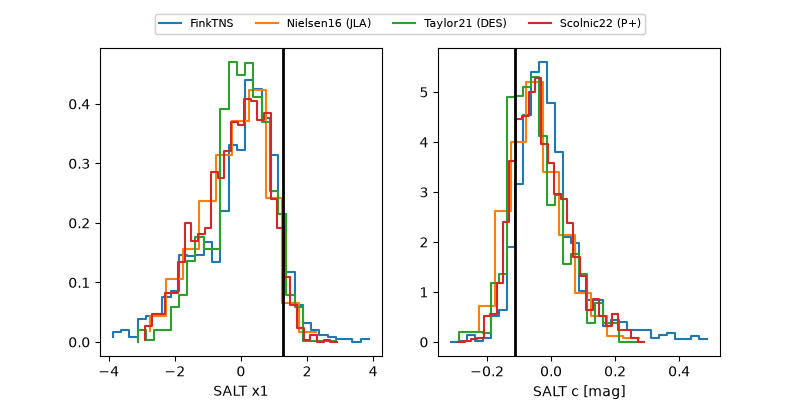 FinkTNS Nielsen16 (JLA) Taylor21 (DES) Scolnic22 (P+)
0.4
0.3
0.2
0.1
0.0
−4 −2 0 2 4
SALT x1
5
4
3
2
1
0
−0.2 0.0 0.2 0.4
SALT c [mag]